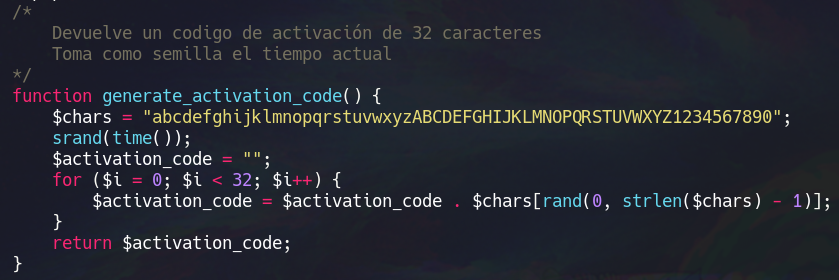 /*
Devuelve un codigo de activación de 32 caracteres
Toma como semilla el tiempo actual
*/
function generate_activation_code() {
$chars = "abcdefghijklmnopqrstuvwxyzABCDEFGHIJKLMNOPQRSTUVWXYZ1234567890";
srand(time());
$activation_code = "";
for ($i = 0; $i < 32; $i++) {
$activation_code = $activation_code . $chars[rand(0, strlen($chars) - 1)];
}
return $activation_code;
}